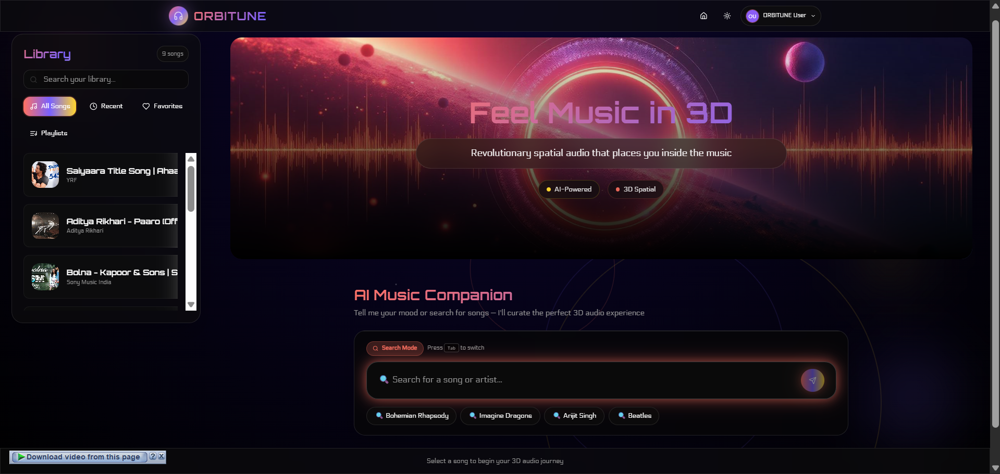 ORBITUNE
OU
ORBITUNE User
Library
9 songs
Search your library...
All Songs
Recent
Favorites
Playlists
Saiyaara Title Song | Ahaa
YRF
Aditya Rikhari - Paaro (Off
Aditya Rikhari
Bolna - Kapoor & Sons | S
Sony Music India
Feel Music in 3D
Revolutionary spatial audio that places you inside the music
AI-Powered
3D Spatial
AI Music Companion
Tell me your mood or search for songs — I'll curate the perfect 3D audio experience
Search Mode Press Tab to switch
🔍 Search for a song or artist...
🔍 Bohemian Rhapsody
🔍 Imagine Dragons
🔍 Arijit Singh
🔍 Beatles
Download video from this page ? X
Select a song to begin your 3D audio journey